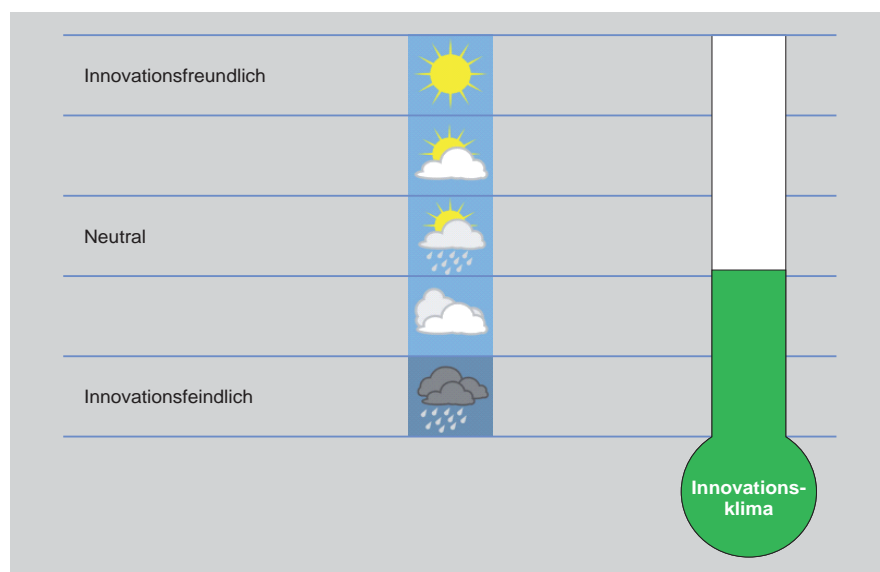 Innovationsfreundlich
Neutral
Innovationsfeindlich
Innovations-
klima